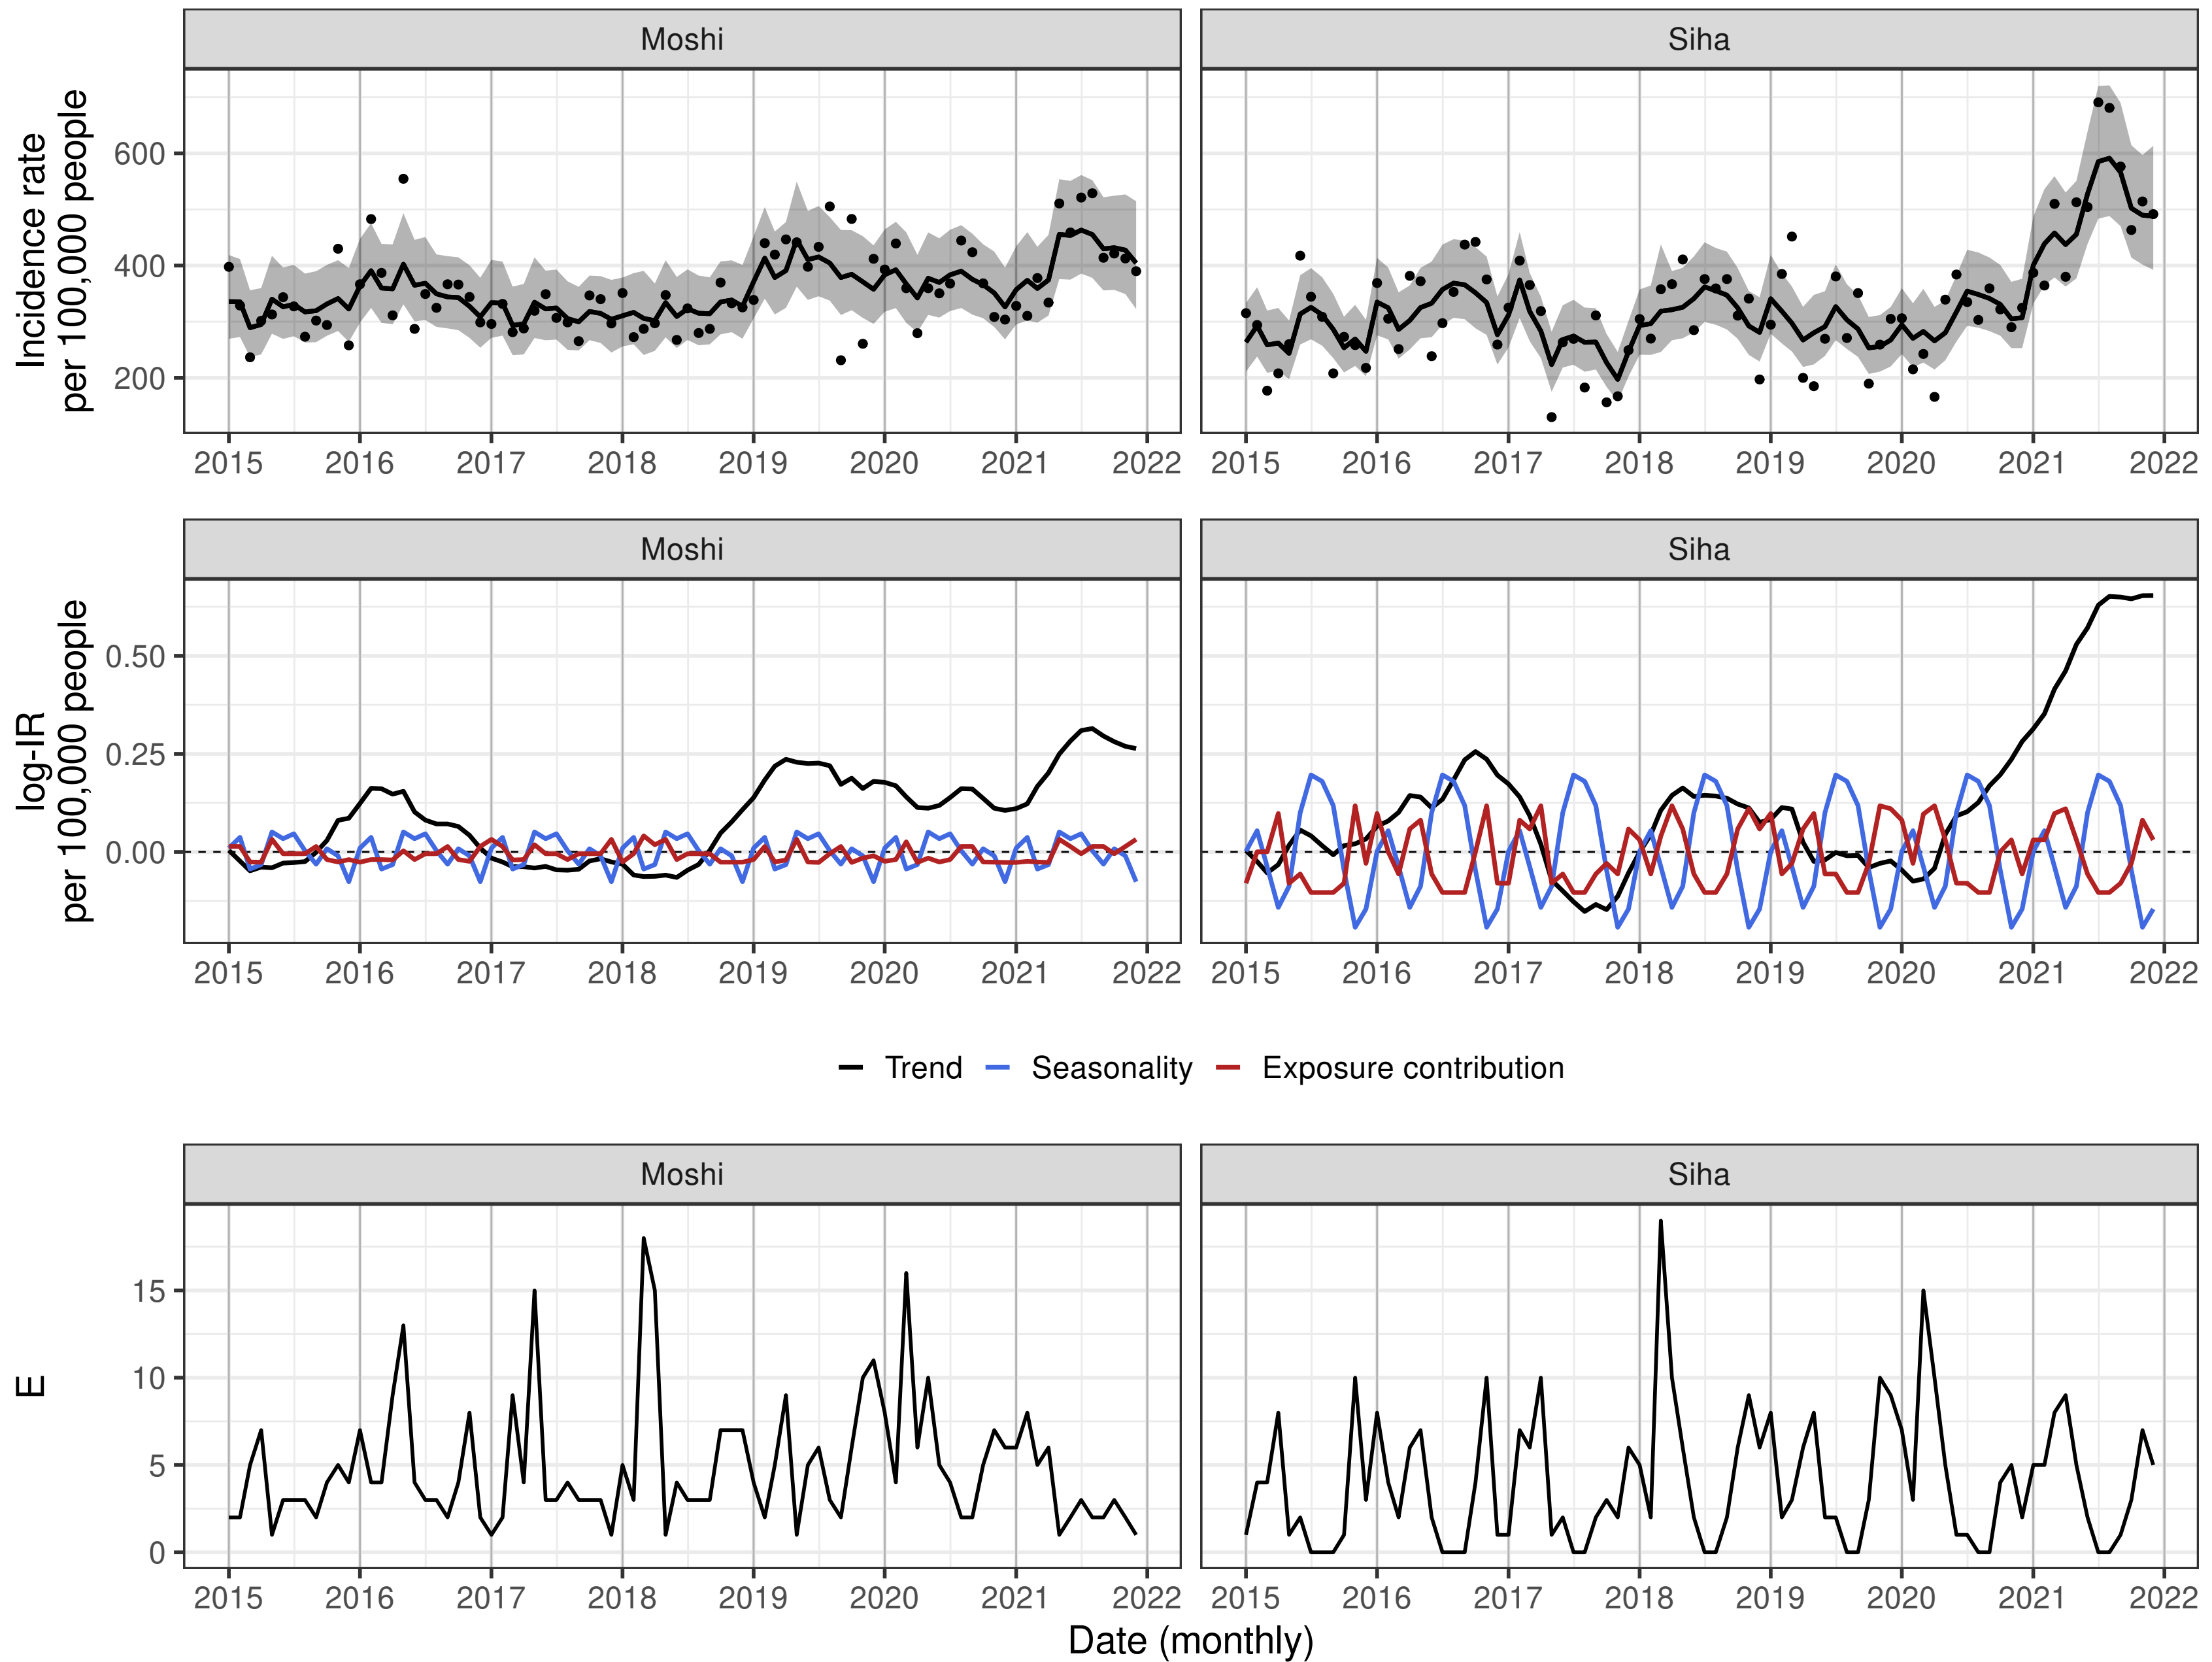 Moshi Siha
Incidence rate
per 100,000 people
600
400
200
2015 2016 2017 2018 2019 2020 2021 2022 2015 2016 2017 2018 2019 2020 2021 2022
Moshi Siha
log-IR
per 100,000 people
0.50
0.25
0.00
2015 2016 2017 2018 2019 2020 2021 2022 2015 2016 2017 2018 2019 2020 2021 2022
Trend Seasonality Exposure contribution
Moshi Siha
E
15
10
5
0
2015 2016 2017 2018 2019 2020 2021 2022 2015 2016 2017 2018 2019 2020 2021 2022
Date (monthly)